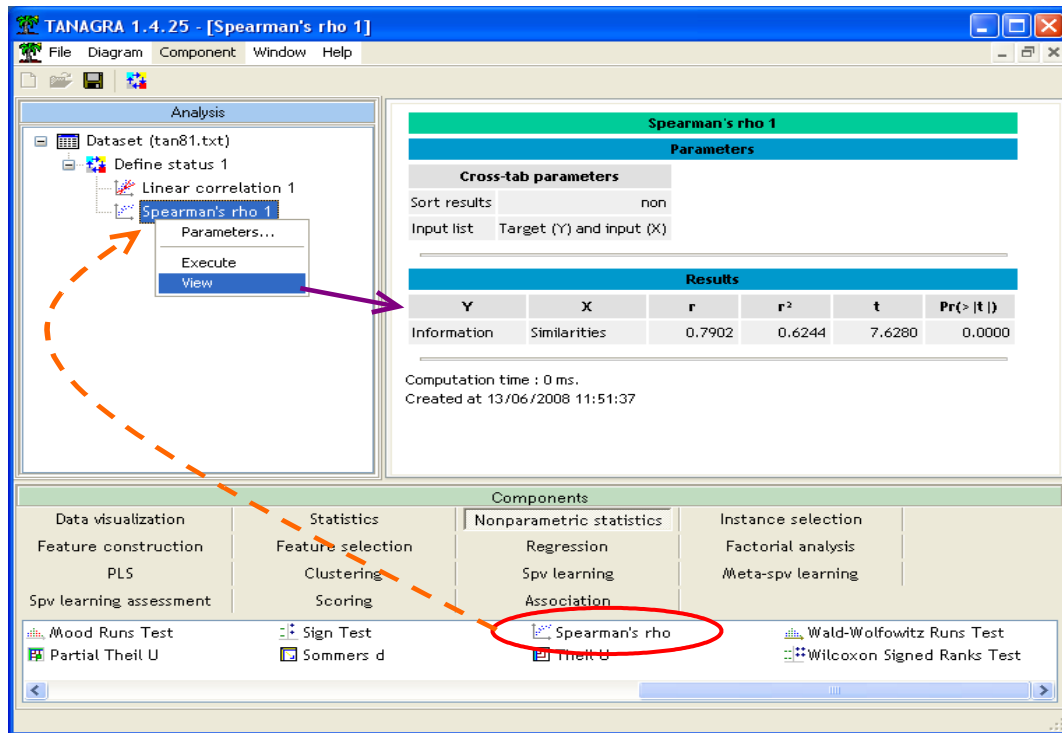 TANAGRA 1.4.25 - [Spearman's rho 1]
File Diagram Component Window Help
Analysis
Dataset (tan81.txt)
Define status 1
Linear correlation 1
Spearman's rho 1
Parameters...
Execute
View
Spearman's rho 1
Parameters
Cross-tab parameters
Sort results non
Input list Target (Y) and input (X)
Results
Y X r r² t Pr(>|t|)
Information Similarities 0.7902 0.6244 7.6280 0.0000
Computation time : 0 ms.
Created at 13/06/2008 11:51:37
Components
Data visualization Statistics Nonparametric statistics Instance selection
Feature construction Feature selection Regression Factorial analysis
PLS Clustering Spv learning Meta-spv learning
Spv learning assessment Scoring Association
Mood Runs Test Sign Test Spearman's rho Wald-Wolfowitz Runs Test
Partial Theil U Sommers d Theil U Wilcoxon Signed Ranks Test